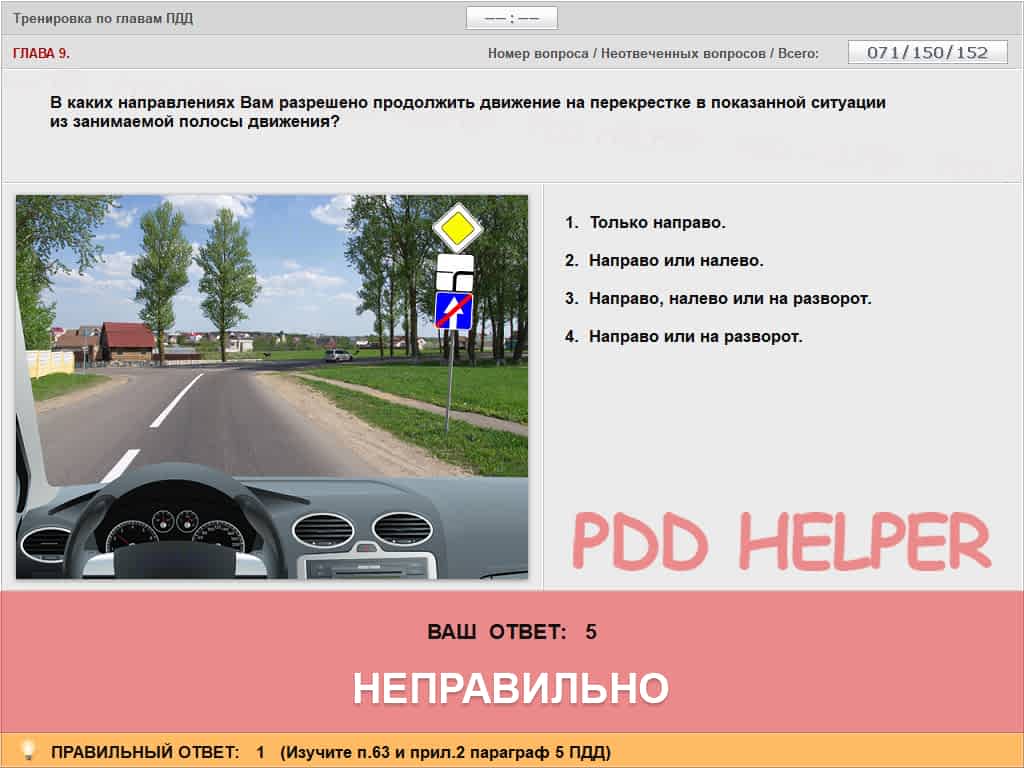 Тренировка по главам ПДД
–– : ––
ГЛАВА 9.
Номер вопроса / Неотвеченных вопросов / Всего:
071/150/152
В каких направлениях Вам разрешено продолжить движение на перекрестке в показанной ситуации
из занимаемой полосы движения?
1. Только направо.
2. Направо или налево.
3. Направо, налево или на разворот.
4. Направо или на разворот.
PDD HELPER
ВАШ ОТВЕТ: 5
НЕПРАВИЛЬНО
ПРАВИЛЬНЫЙ ОТВЕТ: 1 (Изучите п.63 и прил.2 параграф 5 ПДД)